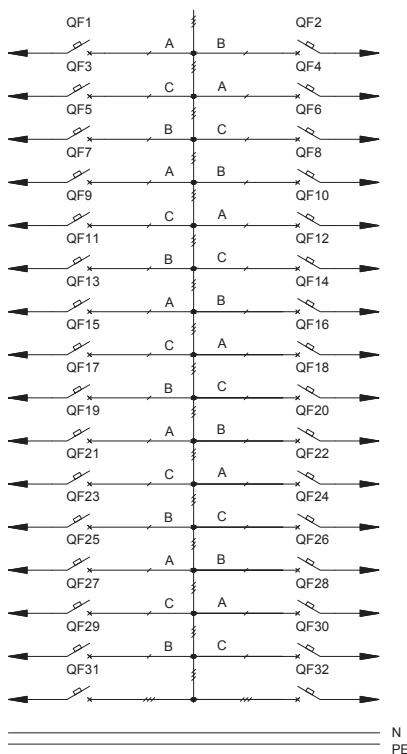 QF1 QF2
A B
QF3 QF4
C A
QF5 QF6
B C
QF7 QF8
A B
QF9 QF10
C A
QF11 QF12
B C
QF13 QF14
A B
QF15 QF16
C A
QF17 QF18
B C
QF19 QF20
A B
QF21 QF22
C A
QF23 QF24
B C
QF25 QF26
A B
QF27 QF28
C A
QF29 QF30
B C
QF31 QF32
N
PE